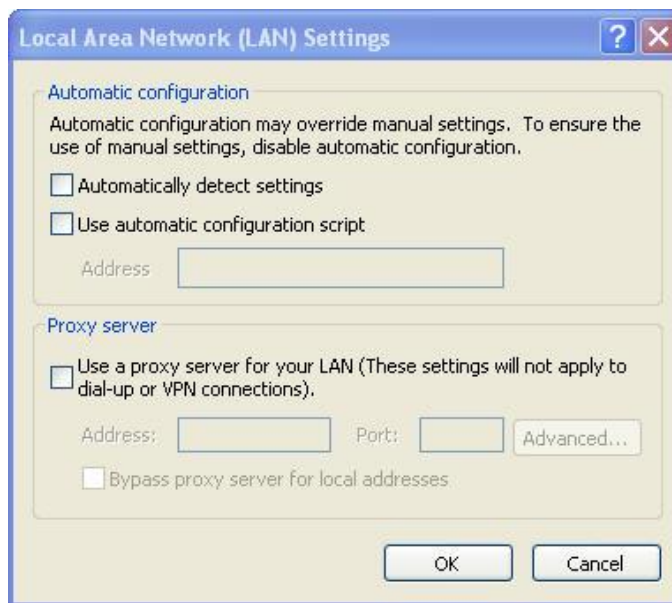 Local Area Network (LAN) Settings
Automatic configuration
Automatic configuration may override manual settings. To ensure the
use of manual settings, disable automatic configuration.
Automatically detect settings
Use automatic configuration script
Address
Proxy server
Use a proxy server for your LAN (These settings will not apply to
dial-up or VPN connections).
Address: Port: Advanced...
Bypass proxy server for local addresses
OK Cancel